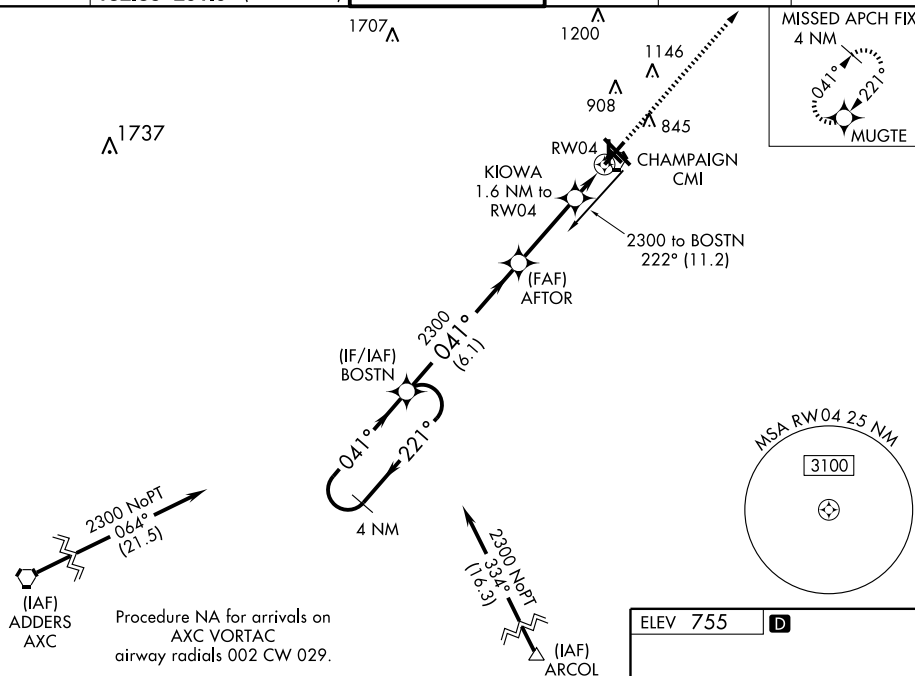 1707
1200
1146
908
845
1737
MISSED APCH FIX
4 NM
041°
221°
MUGTE
RW04
CHAMPAIGN
CMI
KIOWA
1.6 NM to
RW04
2300 to BOSTN
222° (11.2)
(FAF)
AFTOR
2300
041°
(6.1)
(IF/IAF)
BOSTN
041°
221°
4 NM
MSA RW04 25 NM
3100
2300 NoPT
064°
(21.5)
(IAF)
ADDERS
AXC
2300 NoPT
334°
(16.3)
(IAF)
ARCOL
Procedure NA for arrivals on
AXC VORTAC
airway radials 002 CW 029.
ELEV 755 D